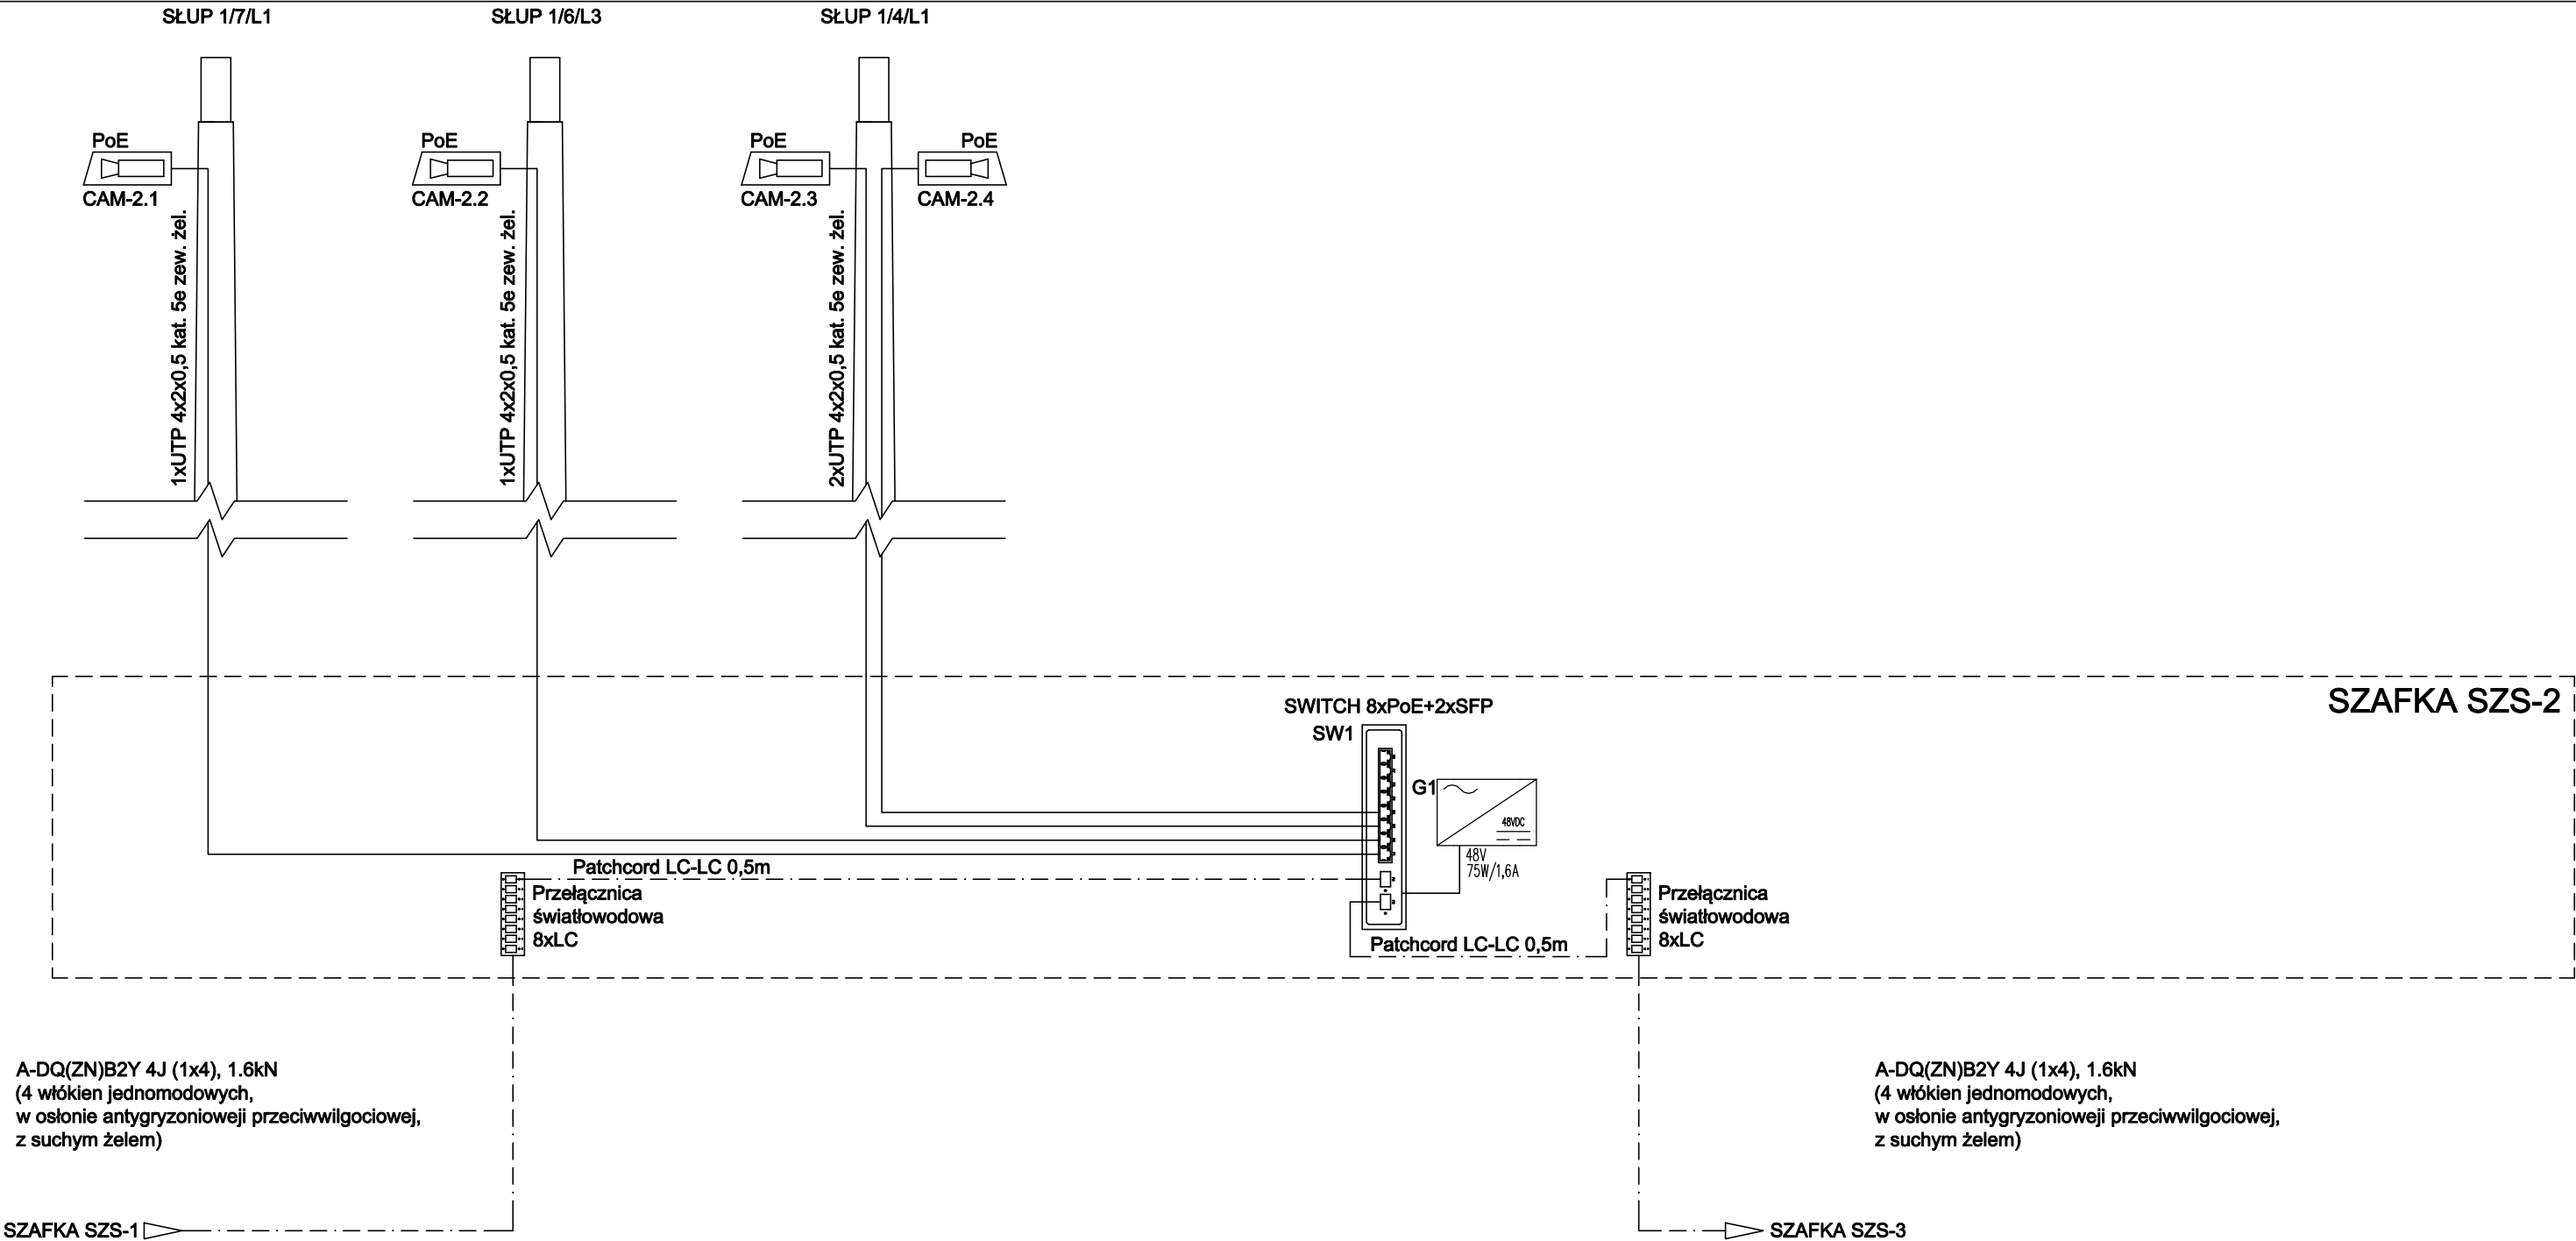 SŁUP 1/7/L1
SŁUP 1/6/L3
SŁUP 1/4/L1
PoE
CAM-2.1
PoE
CAM-2.2
PoE
CAM-2.3
PoE
CAM-2.4
1xUTP 4x2x0,5 kat. 5e zew. żel.
1xUTP 4x2x0,5 kat. 5e zew. żel.
2xUTP 4x2x0,5 kat. 5e zew. żel.
SZAFKA SZS-2
SWITCH 8xPoE+2xSFP
SW1
G1
48VDC
48V
75W/1,6A
Patchcord LC-LC 0,5m
Przełącznica
światłowodowa
8xLC
Patchcord LC-LC 0,5m
Przełącznica
światłowodowa
8xLC
A-DQ(ZN)B2Y 4J (1x4), 1.6kN
(4 włókien jednomodowych,
w osłonie antygryzonioweji przeciwwilgociowej,
z suchym żelem)
A-DQ(ZN)B2Y 4J (1x4), 1.6kN
(4 włókien jednomodowych,
w osłonie antygryzonioweji przeciwwilgociowej,
z suchym żelem)
SZAFKA SZS-1
SZAFKA SZS-3